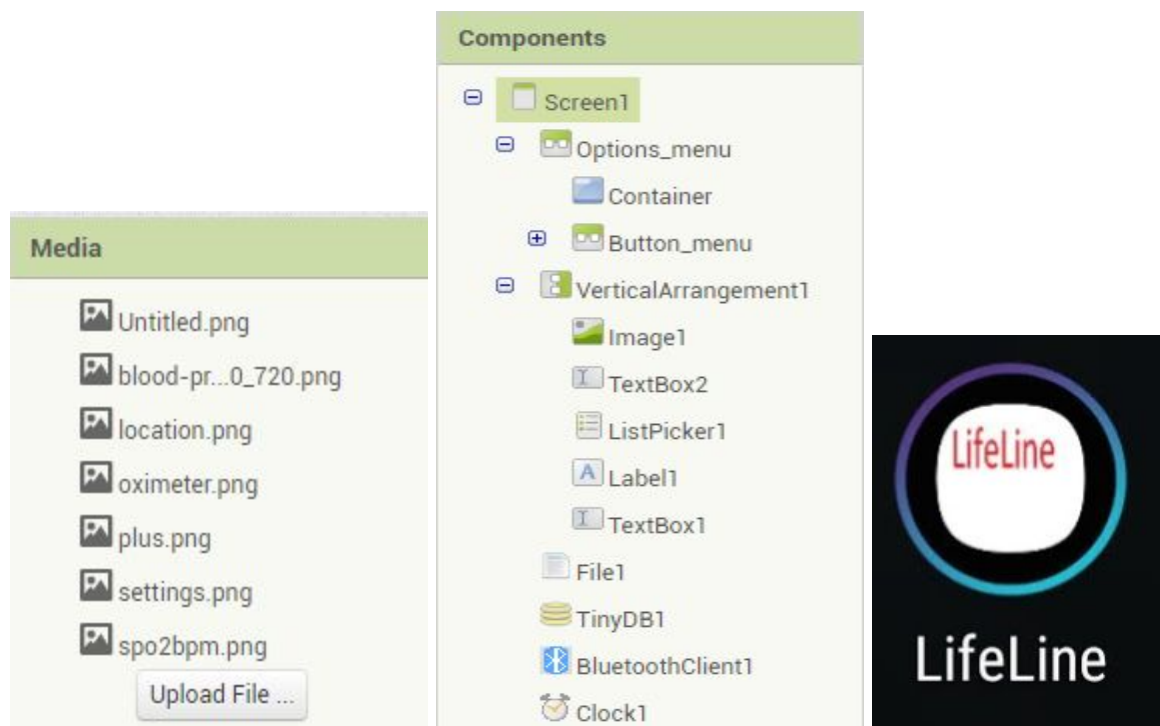 Media
Untitled.png
blood-pr...0_720.png
location.png
oximeter.png
plus.png
settings.png
spo2bpm.png
Upload File ...
Components
Screen1
Options_menu
Container
Button_menu
VerticalArrangement1
Image1
TextBox2
ListPicker1
Label1
TextBox1
File1
TinyDB1
BluetoothClient1
Clock1
LifeLine
LifeLine